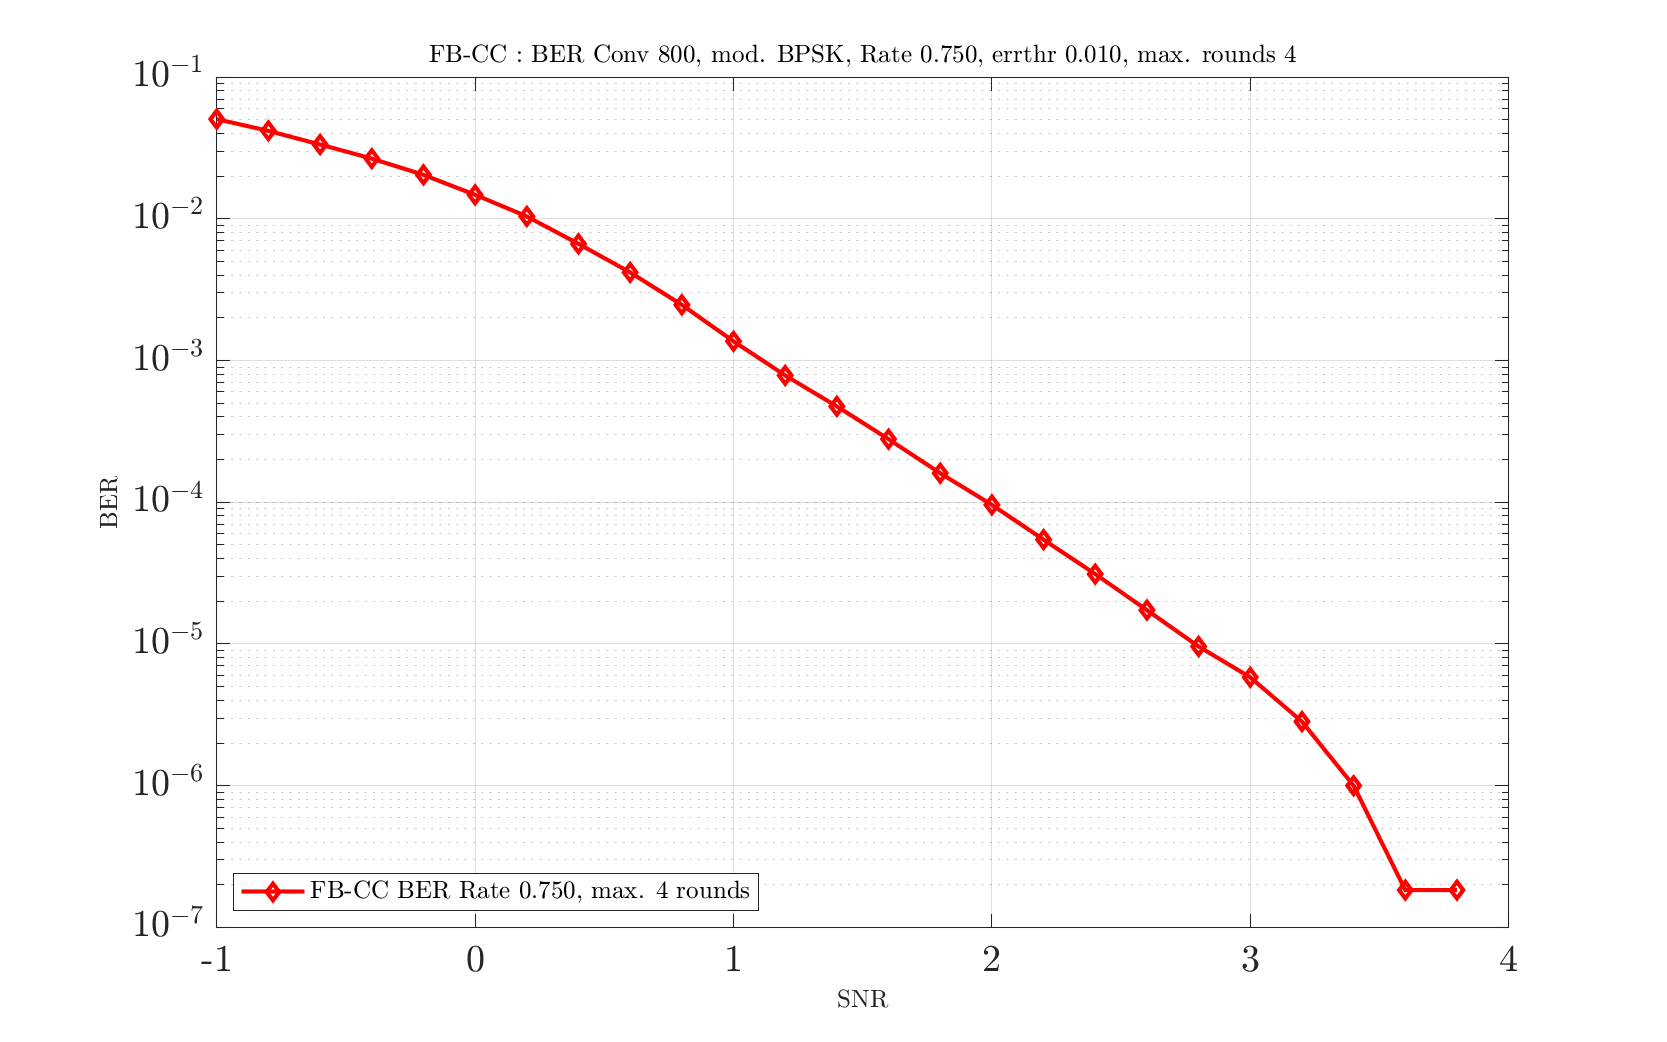 FB-CC : BER Conv 800, mod. BPSK, Rate 0.750, errthr 0.010, max. rounds 4
10⁻¹
10⁻²
10⁻³
10⁻⁴
BER
10⁻⁵
10⁻⁶
FB-CC BER Rate 0.750, max. 4 rounds
10⁻⁷
-1 0 1 2 3 4
SNR